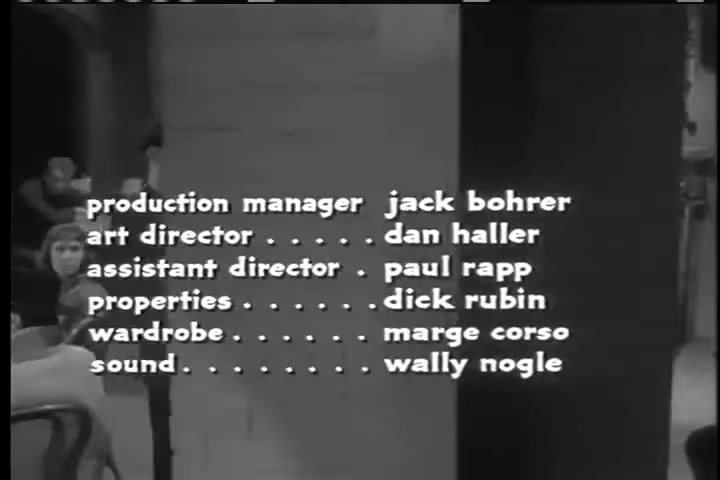 production manager jack bohrer
art director . . . . . dan haller
assistant director . paul rapp
properties . . . . . . dick rubin
wardrobe . . . . . . marge corso
sound . . . . . . . . wally nogle